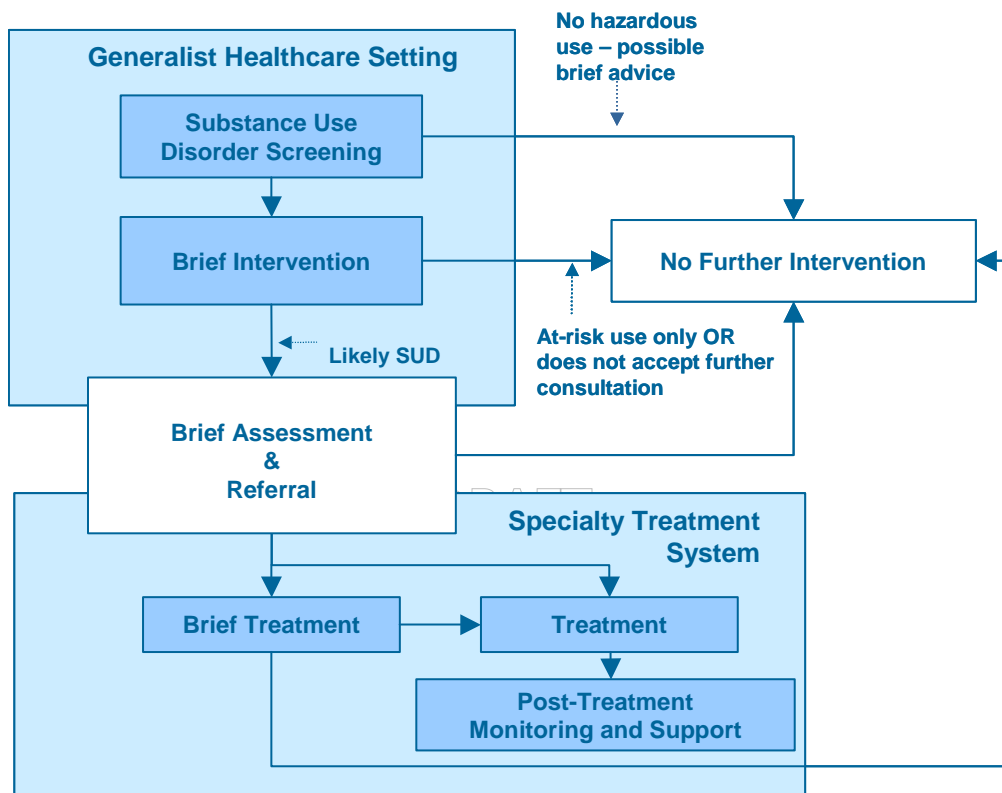 No hazardous
use – possible
brief advice
Generalist Healthcare Setting
Substance Use
Disorder Screening
Brief Intervention
No Further Intervention
At-risk use only OR
does not accept further
consultation
Likely SUD
Brief Assessment
&
Referral
Specialty Treatment
System
Brief Treatment
Treatment
Post-Treatment
Monitoring and Support